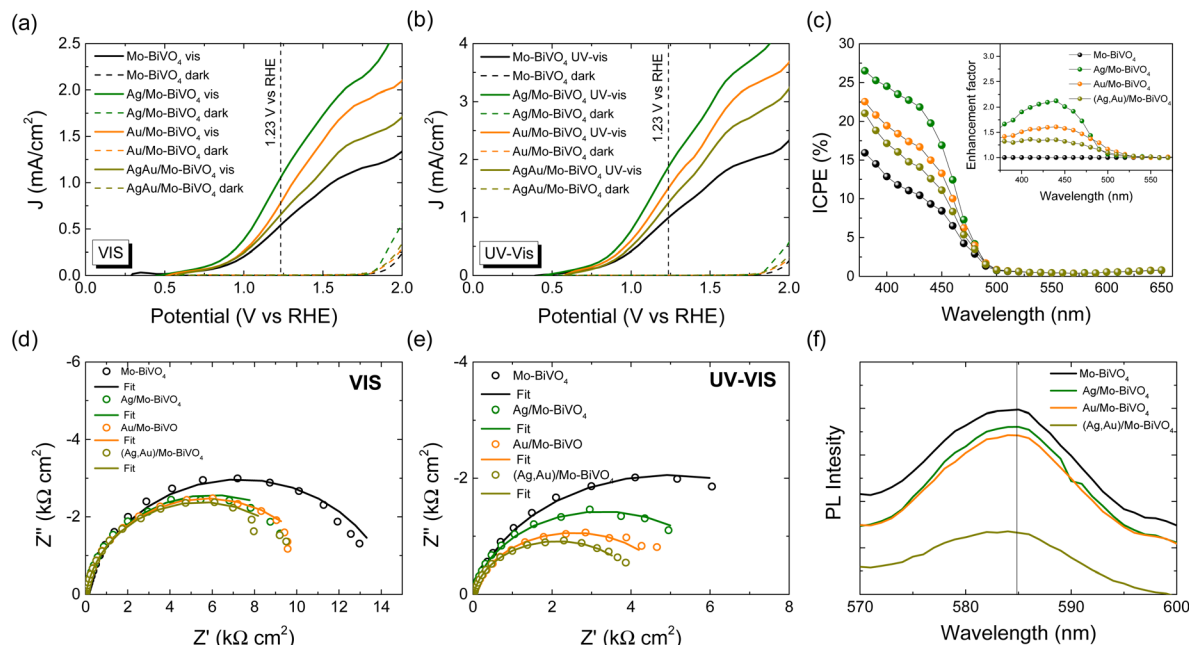 (a)
2.5
2.0
1.5
1.0
0.5
0.0
J (mA/cm²)
Mo-BiVO₄ vis
Mo-BiVO₄ dark
Ag/Mo-BiVO₄ vis
Ag/Mo-BiVO₄ dark
Au/Mo-BiVO₄ vis
Au/Mo-BiVO₄ dark
AgAu/Mo-BiVO₄ vis
AgAu/Mo-BiVO₄ dark
1.23 V vs RHE
VIS
0.0 0.5 1.0 1.5 2.0
Potential (V vs RHE)
(b)
4
3
2
1
0
J (mA/cm²)
Mo-BiVO₄ UV-vis
Mo-BiVO₄ dark
Ag/Mo-BiVO₄ UV-vis
Ag/Mo-BiVO₄ dark
Au/Mo-BiVO₄ UV-vis
Au/Mo-BiVO₄ dark
AgAu/Mo-BiVO₄ UV-vis
AgAu/Mo-BiVO₄ dark
1.23 V vs RHE
UV-Vis
0.0 0.5 1.0 1.5 2.0
Potential (V vs RHE)
(c)
30
25
20
15
10
5
0
ICPE (%)
3.0
2.5
2.0
1.5
1.0
Enhancement factor
Mo-BiVO₄
Ag/Mo-BiVO₄
Au/Mo-BiVO₄
(Ag,Au)/Mo-BiVO₄
400 450 500 550
Wavelength (nm)
400 450 500 550 600 650
Wavelength (nm)
(d)
-6
-4
-2
0
Z'' (kΩ cm²)
Mo-BiVO₄
Fit
Ag/Mo-BiVO₄
Fit
Au/Mo-BiVO
Fit
(Ag,Au)/Mo-BiVO₄
Fit
VIS
0 2 4 6 8 10 12 14
Z' (kΩ cm²)
(e)
-4
-3
-2
-1
0
Z'' (kΩ cm²)
Mo-BiVO₄
Fit
Ag/Mo-BiVO₄
Fit
Au/Mo-BiVO
Fit
(Ag,Au)/Mo-BiVO₄
Fit
UV-VIS
0 2 4 6 8
Z' (kΩ cm²)
(f)
PL Intesity
Mo-BiVO₄
Ag/Mo-BiVO₄
Au/Mo-BiVO₄
(Ag,Au)/Mo-BiVO₄
570 580 590 600
Wavelength (nm)